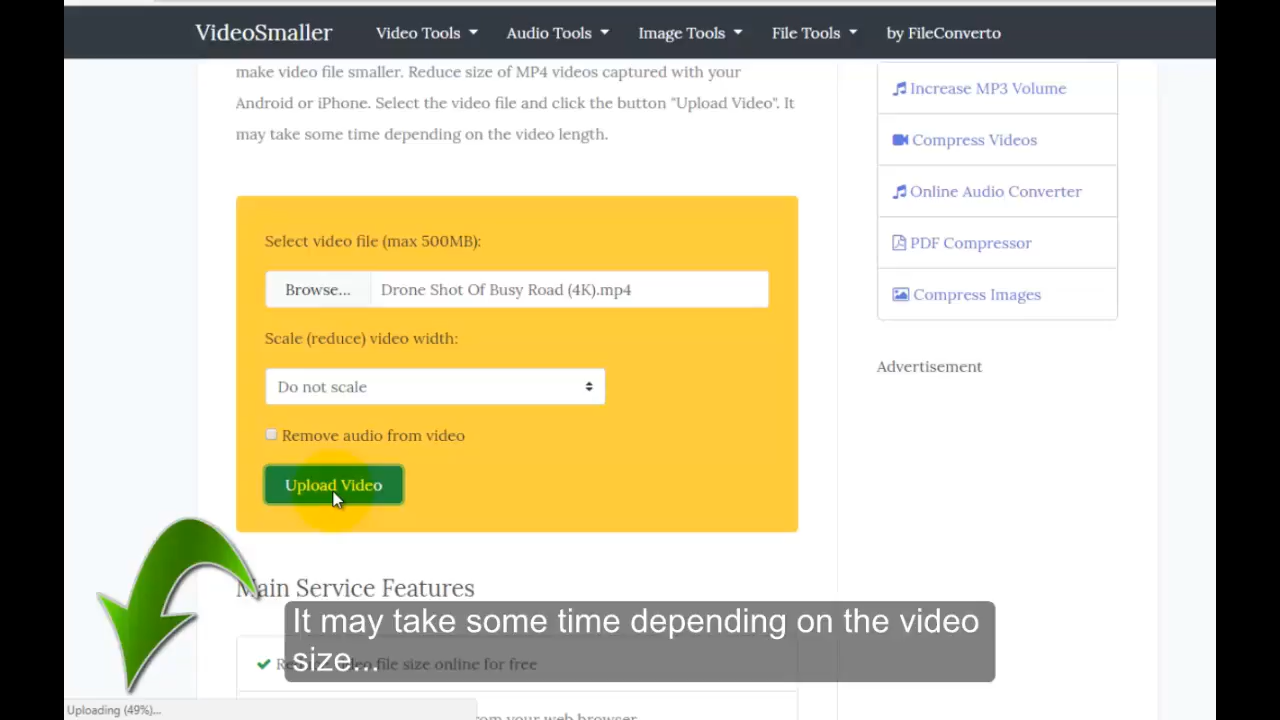 VideoSmaller Video Tools Audio Tools Image Tools File Tools by FileConverto
make video file smaller. Reduce size of MP4 videos captured with your
Android or iPhone. Select the video file and click the button "Upload Video". It
may take some time depending on the video length.
Select video file (max 500MB):
Browse... Drone Shot Of Busy Road (4K).mp4
Scale (reduce) video width:
Do not scale
Remove audio from video
Upload Video
Main Service Features
file size online for free
from your web browser
Increase MP3 Volume
Compress Videos
Online Audio Converter
PDF Compressor
Compress Images
Advertisement
It may take some time depending on the video
size...
Uploading (49%)...